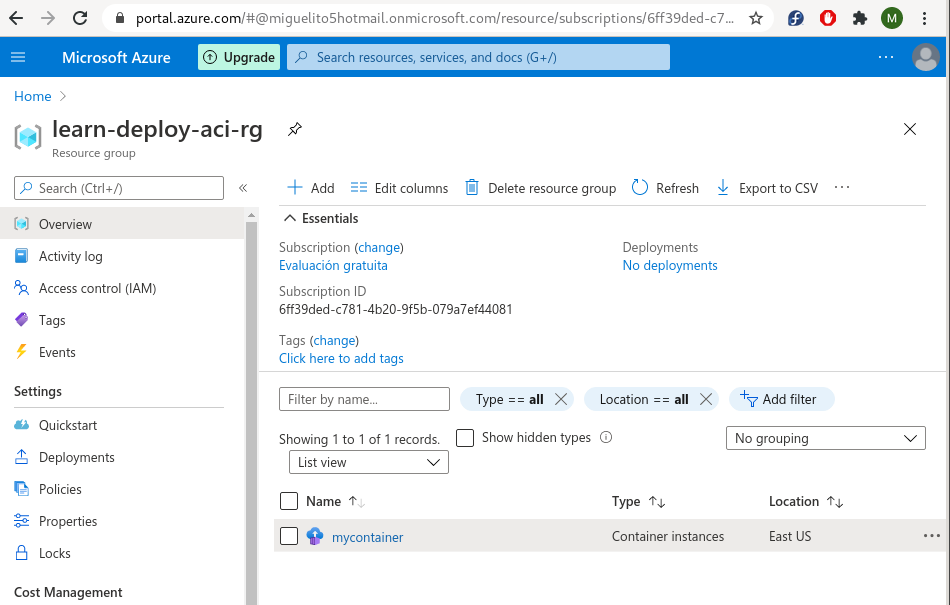 portal.azure.com/#@miguelito5hotmail.onmicrosoft.com/resource/subscriptions/6ff39ded-c7...
M
Microsoft Azure
Upgrade
Search resources, services, and docs (G+/)
...
Home >
learn-deploy-aci-rg
Resource group
Search (Ctrl+/)
«
Add
Edit columns
Delete resource group
Refresh
Export to CSV
...
Overview
Activity log
Access control (IAM)
Tags
Events
Settings
Quickstart
Deployments
Policies
Properties
Locks
Cost Management
Essentials
Subscription (change)
Evaluación gratuita
Deployments
No deployments
Subscription ID
6ff39ded-c781-4b20-9f5b-079a7ef44081
Tags (change)
Click here to add tags
Filter by name...
Type == all
Location == all
Add filter
Showing 1 to 1 of 1 records.
Show hidden types
No grouping
List view
Name
Type
Location
mycontainer
Container instances
East US
...